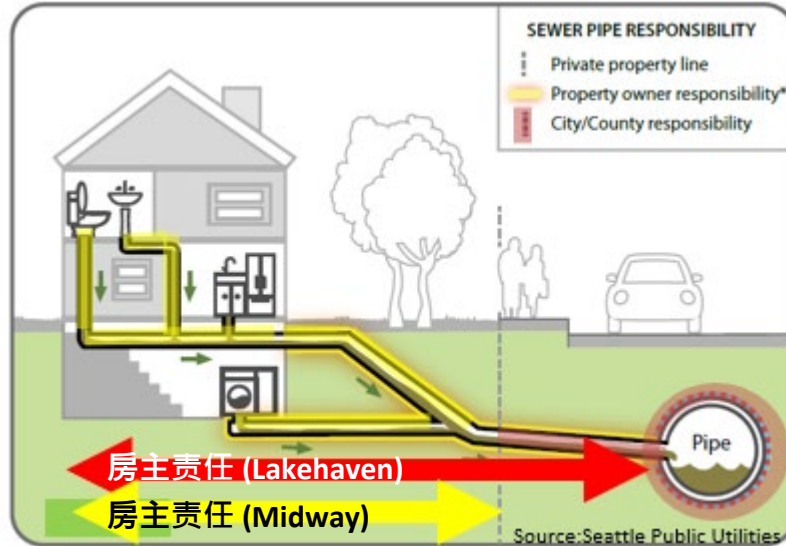 SEWER PIPE RESPONSIBILITY
Private property line
Property owner responsibility*
City/County responsibility
Pipe
房主责任 (Lakehaven)
房主责任 (Midway)
Source:Seattle Public Utilities